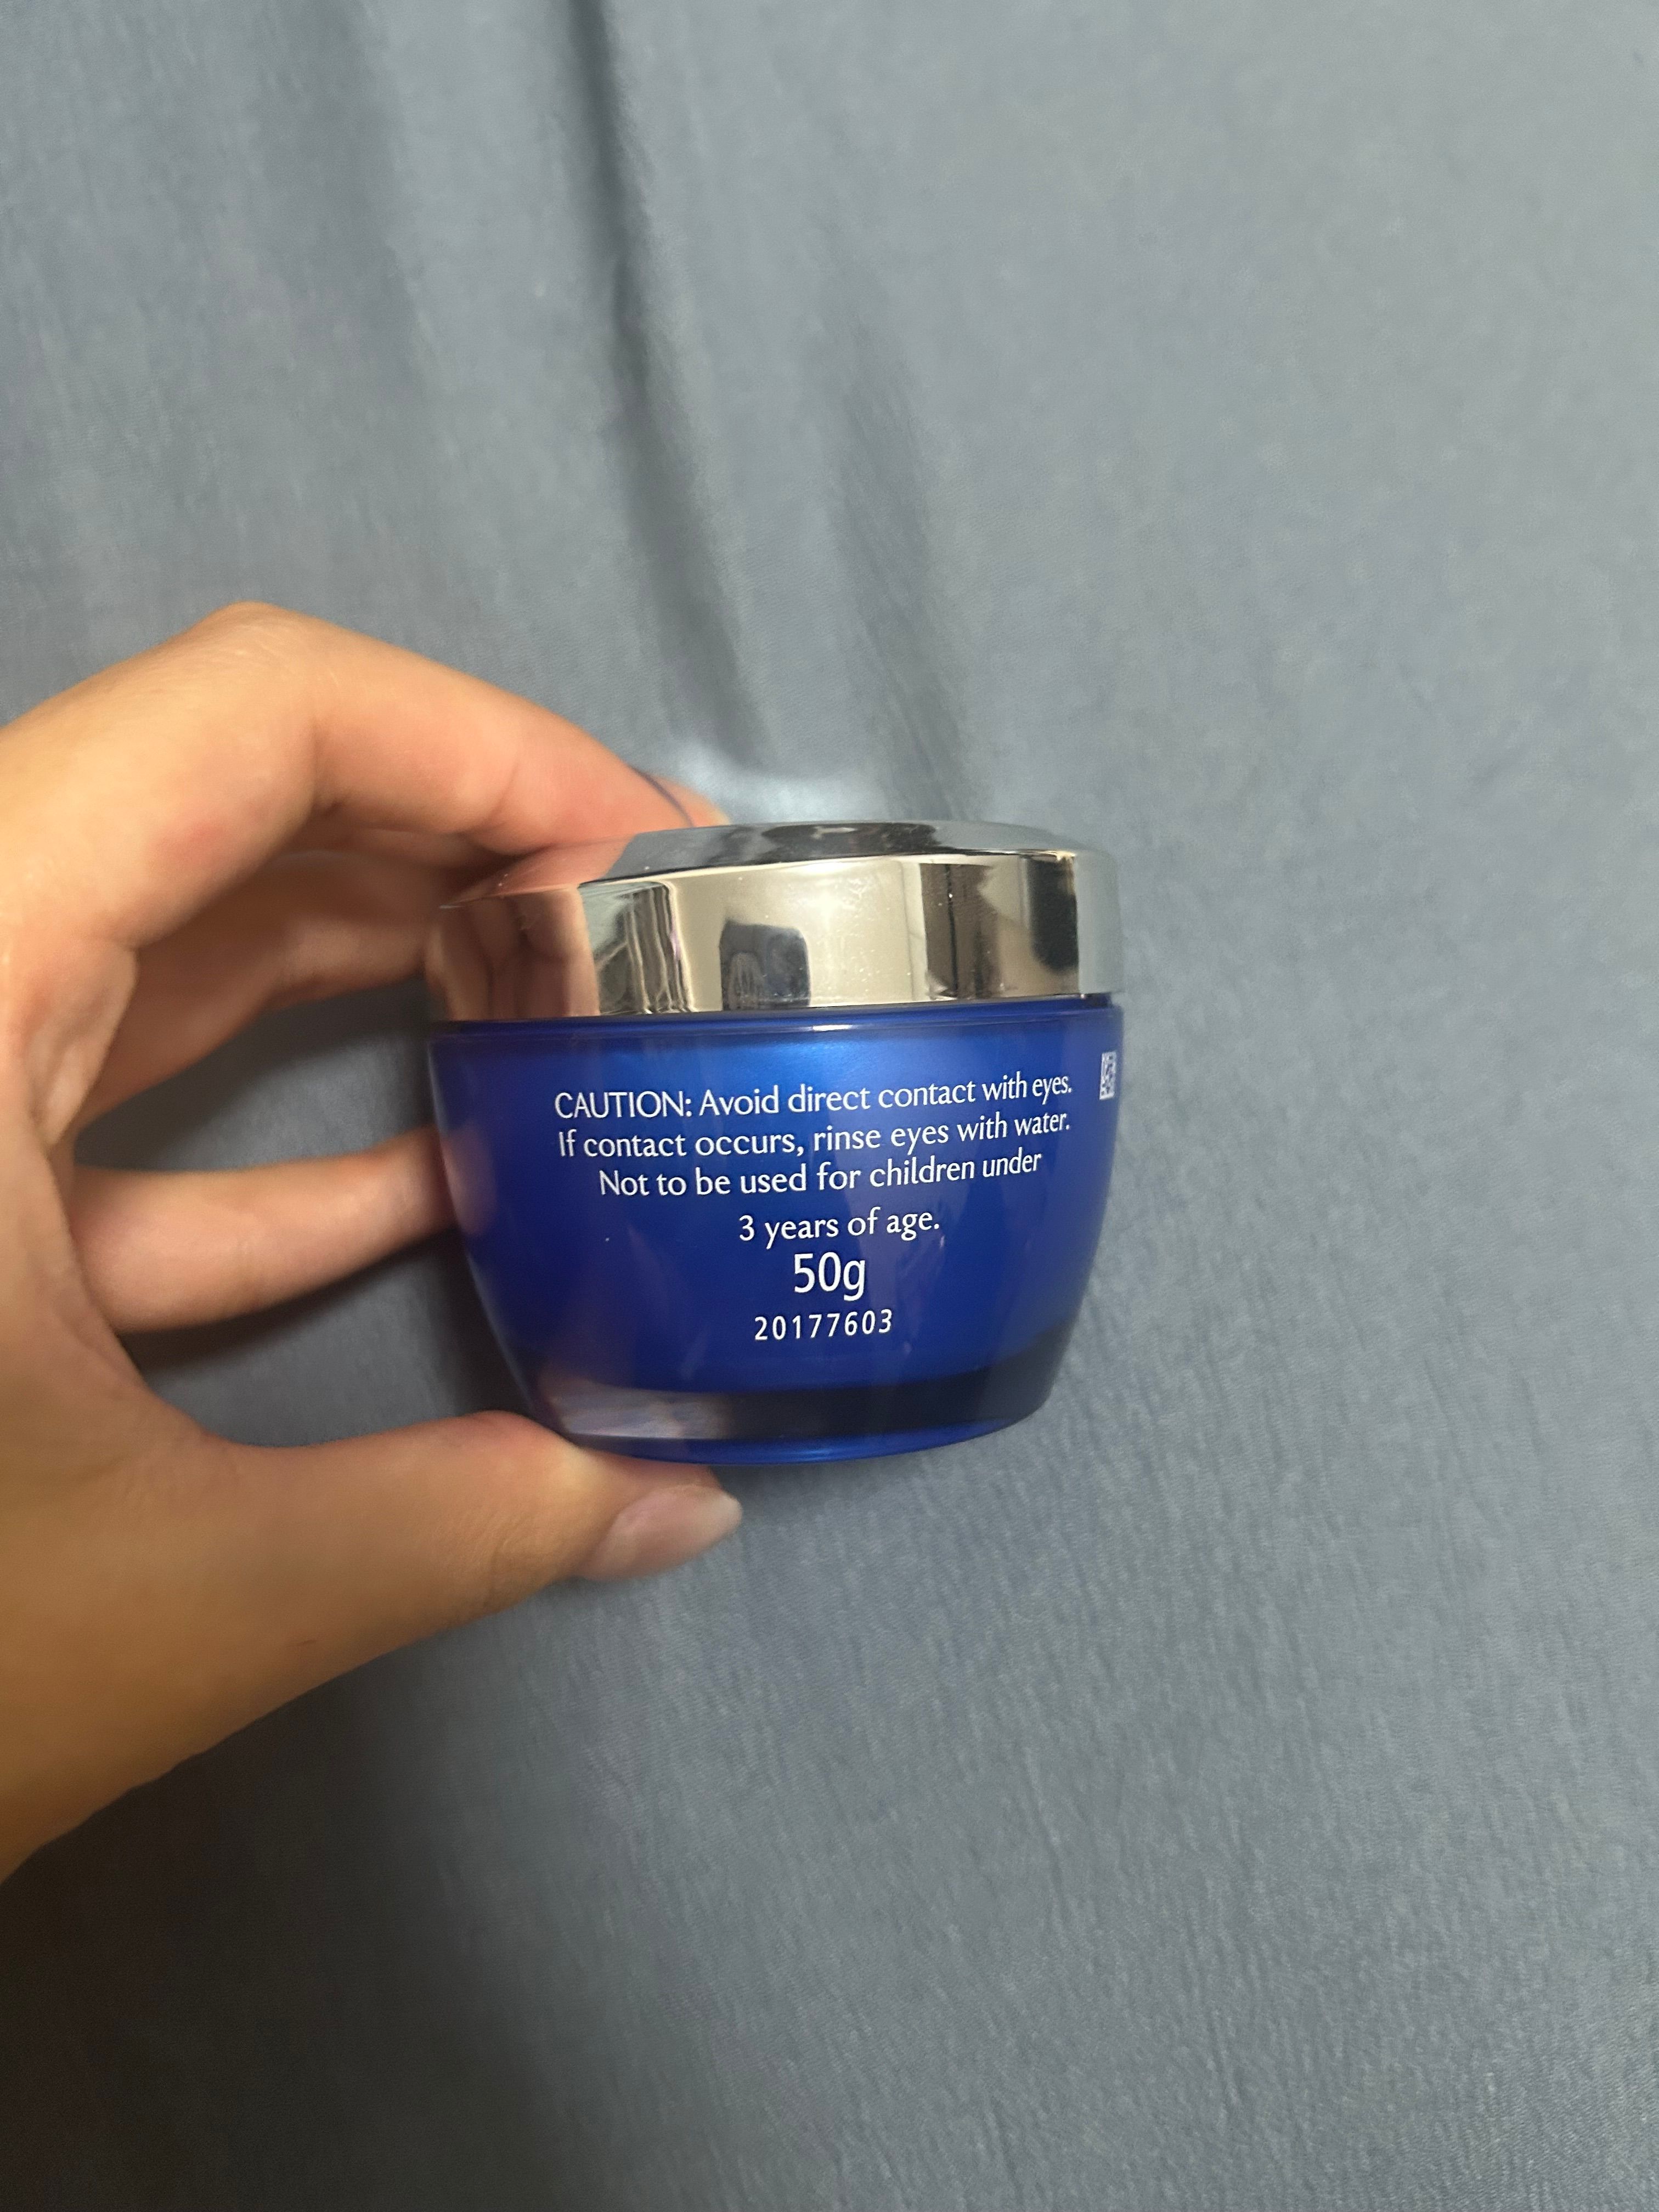 CAUTION: Avoid direct contact with eyes.
If contact occurs, rinse eyes with water.
Not to be used for children under
3 years of age.
50g
20177603